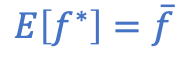 E[f*] = f̄